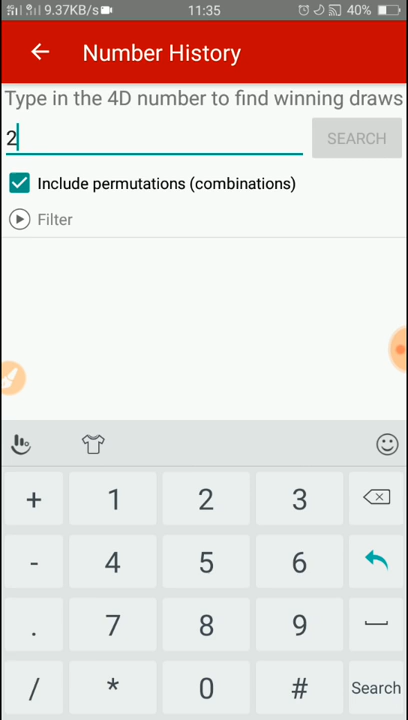 9.37KB/s 11:35 40%
Number History
Type in the 4D number to find winning draws
2 SEARCH
Include permutations (combinations)
Filter
+ 1 2 3
- 4 5 6
. 7 8 9
/ * 0 # Search